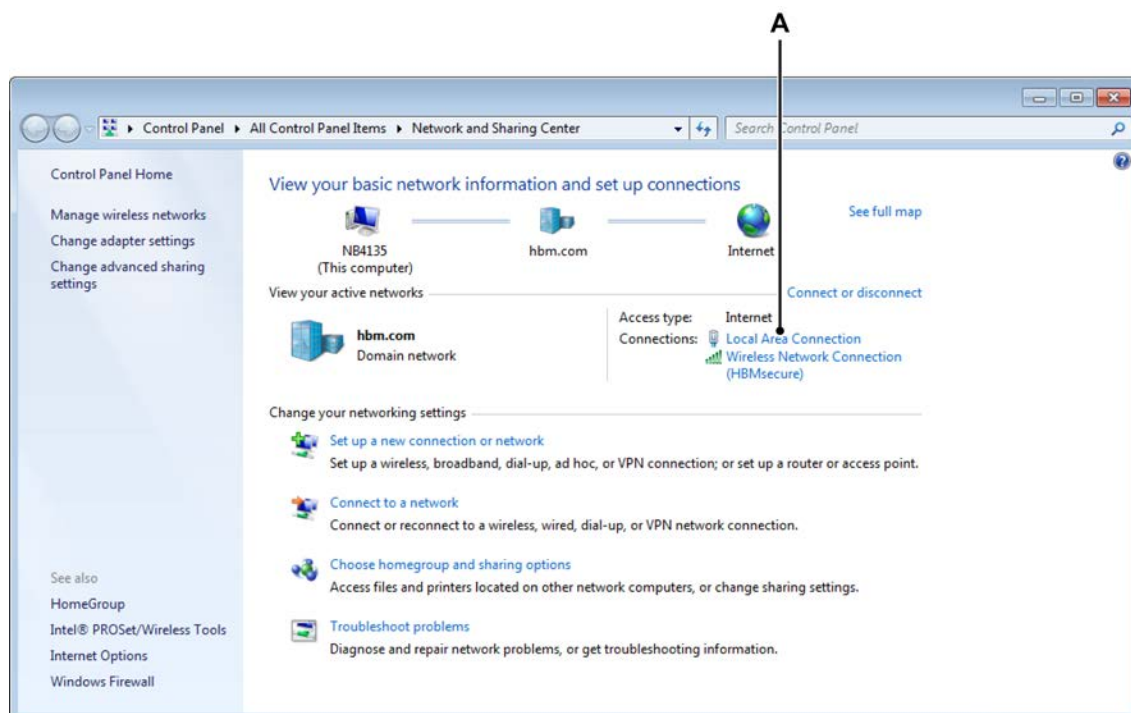 A
Control Panel ▸ All Control Panel Items ▸ Network and Sharing Center
Search Control Panel
Control Panel Home
Manage wireless networks
Change adapter settings
Change advanced sharing
settings
View your basic network information and set up connections
See full map
NB4135
(This computer)
hbm.com
Internet
View your active networks
Connect or disconnect
hbm.com
Domain network
Access type: Internet
Connections: Local Area Connection
Wireless Network Connection
(HBMsecure)
Change your networking settings
Set up a new connection or network
Set up a wireless, broadband, dial-up, ad hoc, or VPN connection; or set up a router or access point.
Connect to a network
Connect or reconnect to a wireless, wired, dial-up, or VPN network connection.
Choose homegroup and sharing options
Access files and printers located on other network computers, or change sharing settings.
Troubleshoot problems
Diagnose and repair network problems, or get troubleshooting information.
See also
HomeGroup
Intel® PROSet/Wireless Tools
Internet Options
Windows Firewall